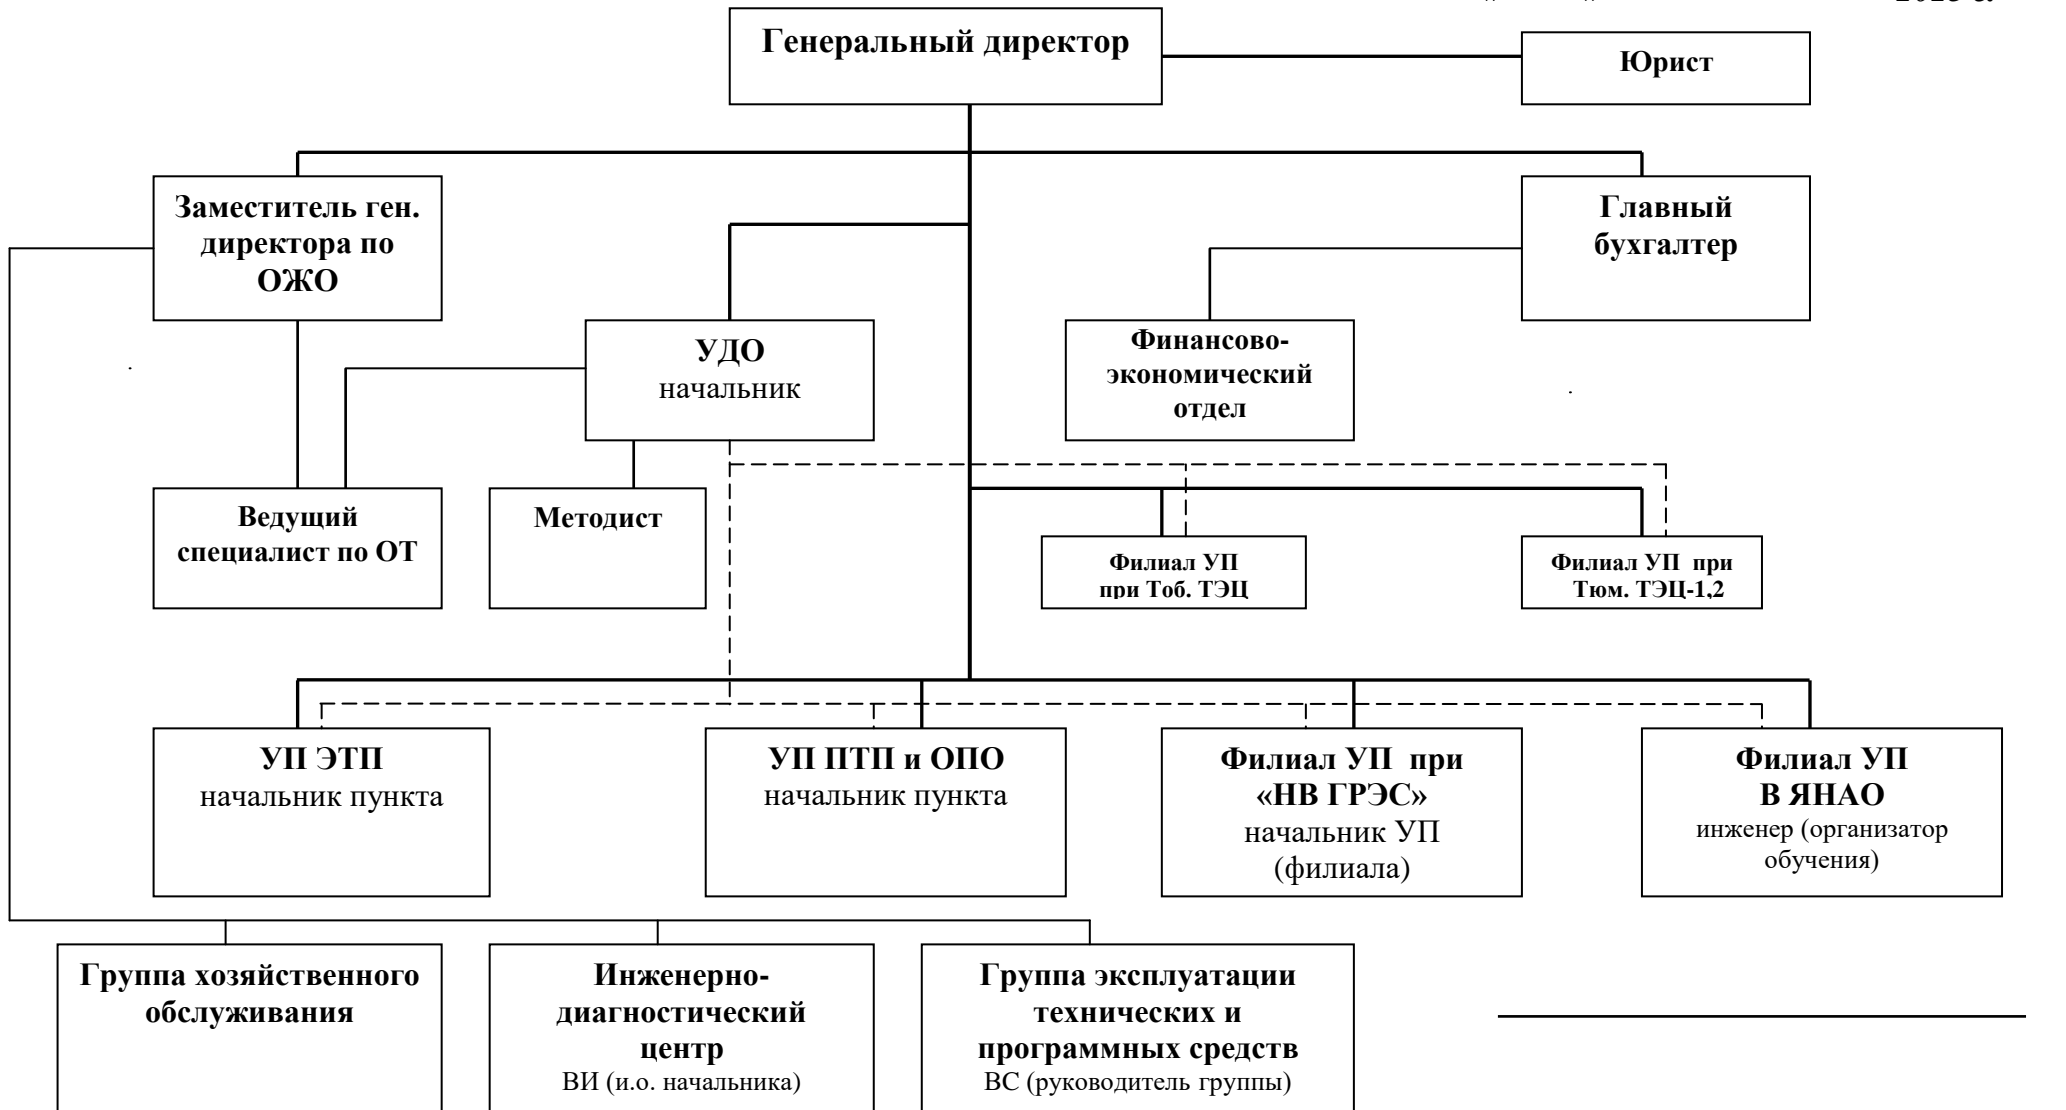 Генеральный директор
Юрист
Заместитель ген.
директора по
ОЖО
Главный
бухгалтер
УДО
начальник
Финансово-
экономический
отдел
Ведущий
специалист по ОТ
Методист
Филиал УП
при Тоб. ТЭЦ
Филиал УП при
Тюм. ТЭЦ-1,2
УП ЭТП
начальник пункта
УП ПТП и ОПО
начальник пункта
Филиал УП при
«НВ ГРЭС»
начальник УП
(филиала)
Филиал УП
В ЯНАО
инженер (организатор
обучения)
Группа хозяйственного
обслуживания
Инженерно-
диагностический
центр
ВИ (и.о. начальника)
Группа эксплуатации
технических и
программных средств
ВС (руководитель группы)